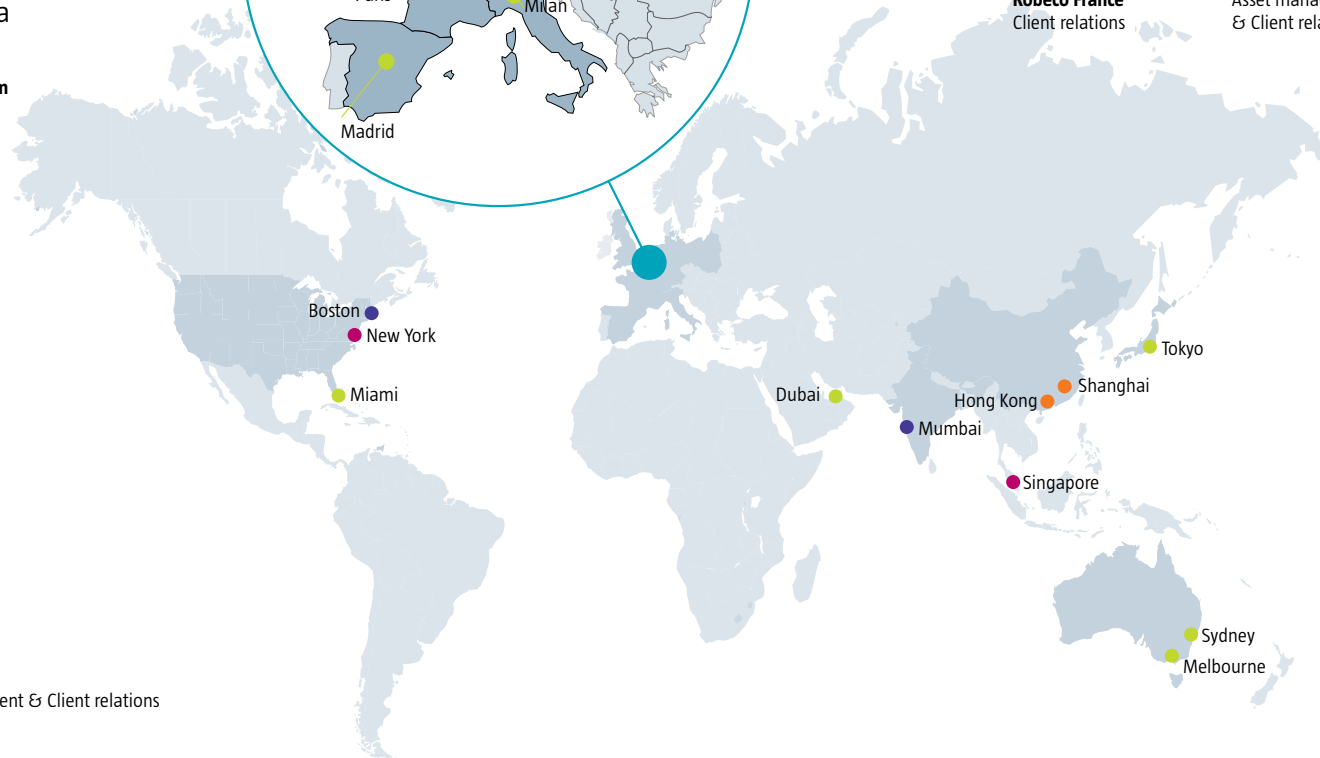 a
n
Milan
Madrid
Robeco France
Client relations
& Client rela
Boston
New York
Miami
Dubai
Tokyo
Shanghai
Hong Kong
Mumbai
Singapore
Sydney
Melbourne
ent & Client relations